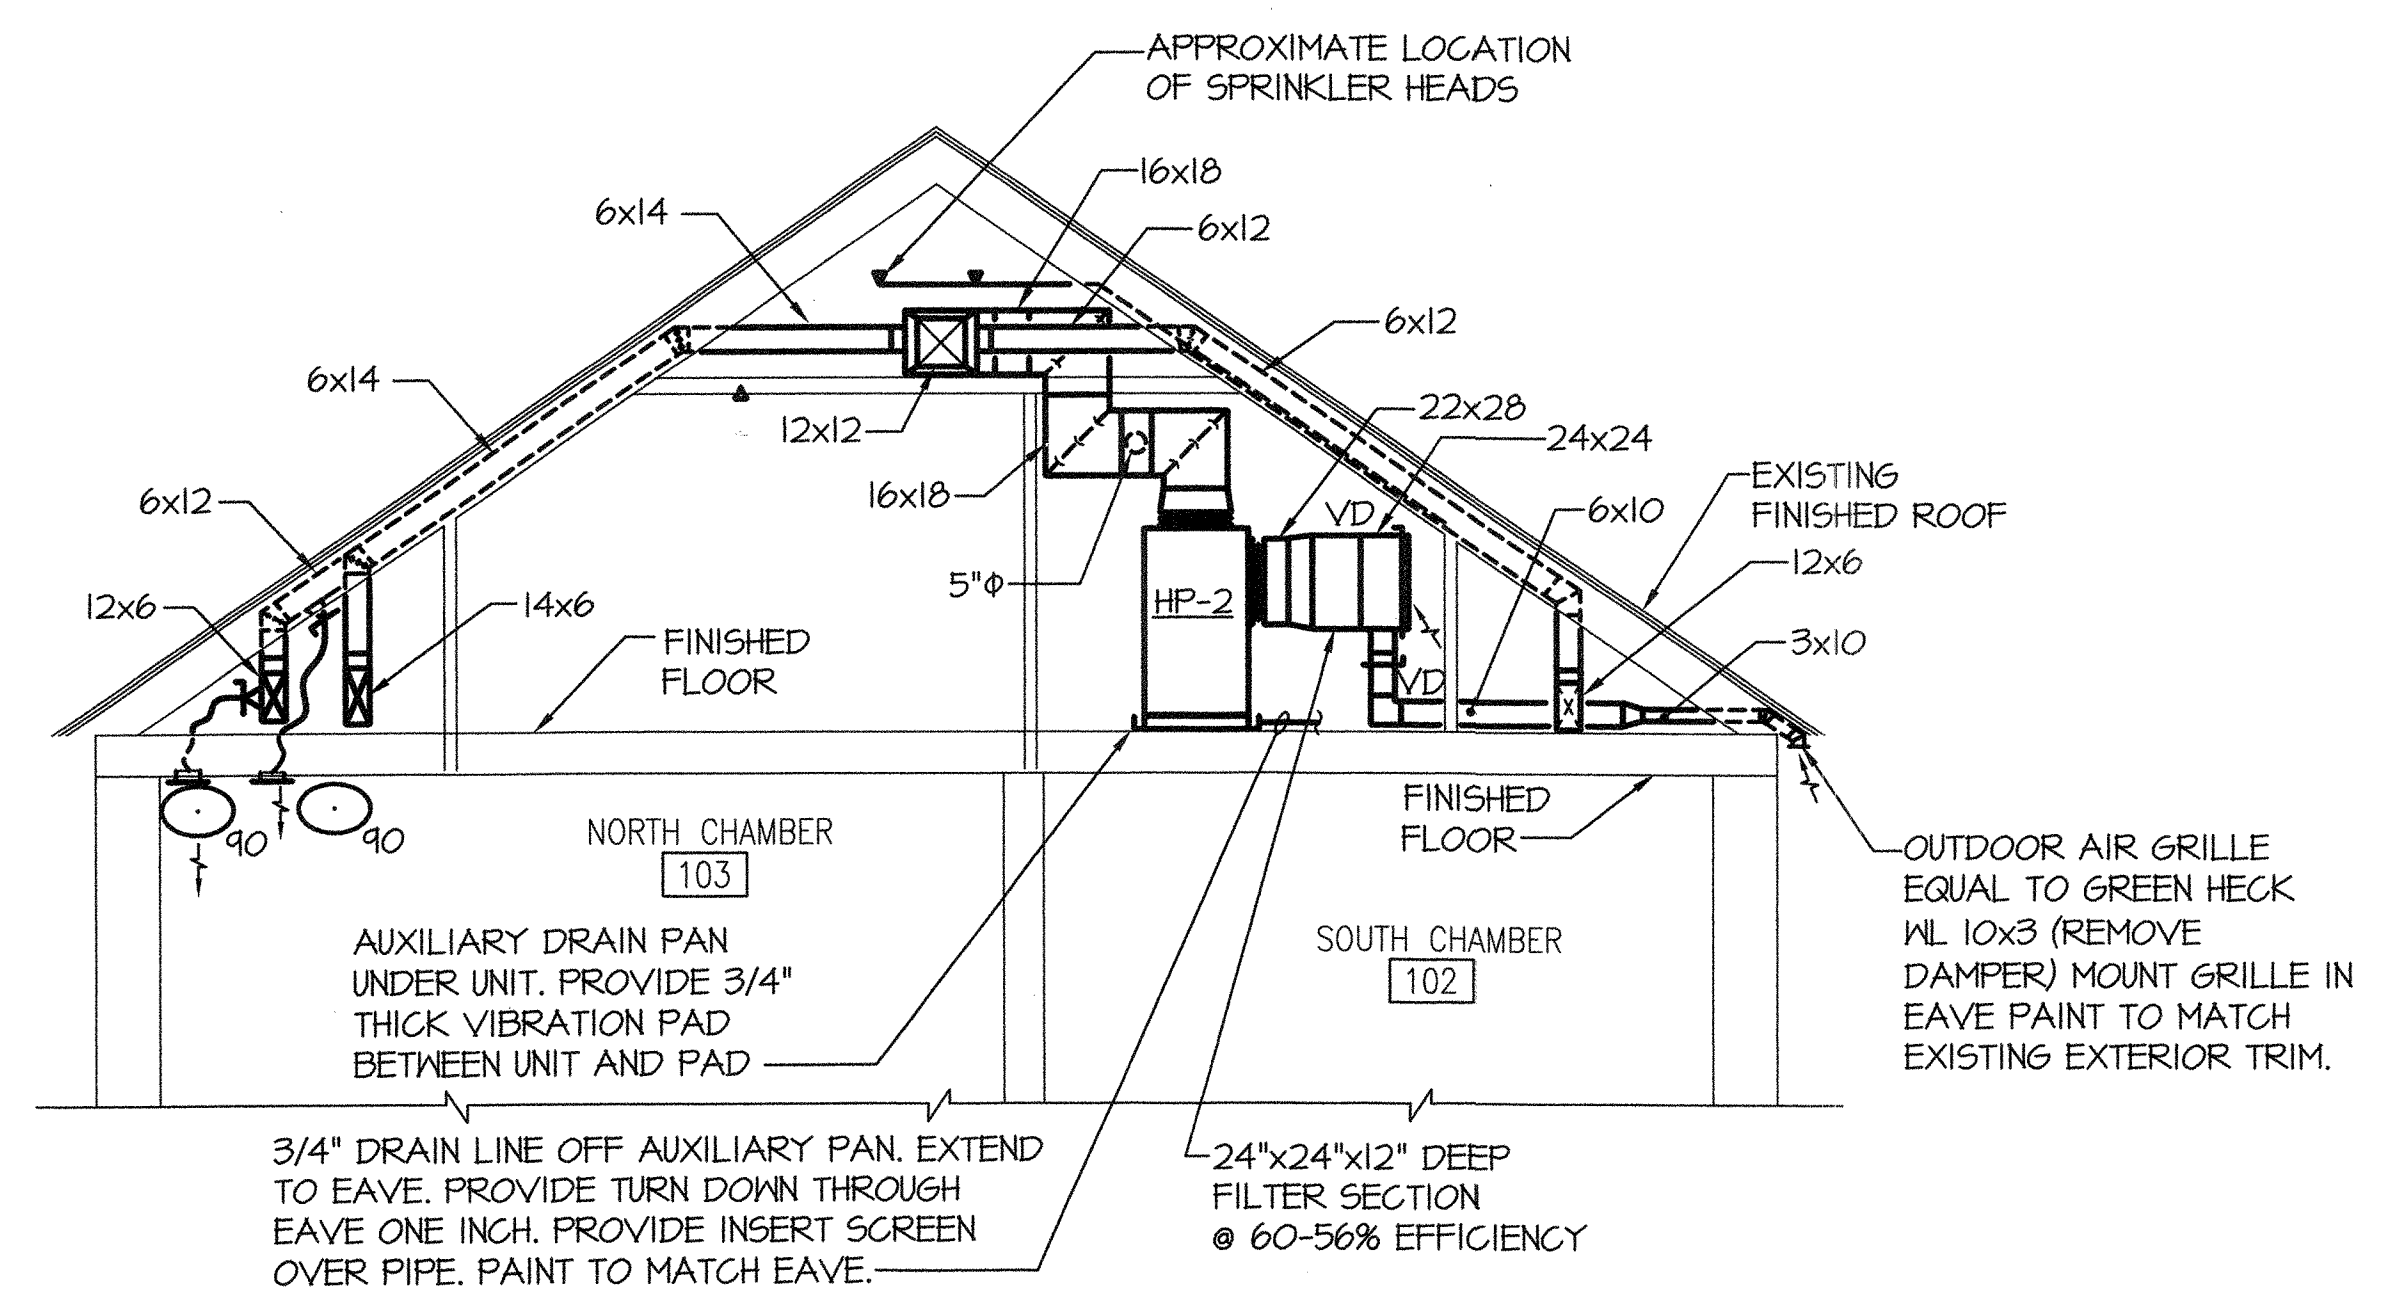 APPROXIMATE LOCATION
OF SPRINKLER HEADS
16x18
6x14
6x12
6x12
6x14
12x12
22x28
24x24
6x12
16x18
EXISTING
FINISHED ROOF
VD
6x10
12x6
5"Φ
HP-2
12x6
14x6
FINISHED
FLOOR
3x10
VD
90
90
NORTH CHAMBER
103
FINISHED
FLOOR
OUTDOOR AIR GRILLE
EQUAL TO GREEN HECK
WL 10x3 (REMOVE
DAMPER) MOUNT GRILLE IN
EAVE PAINT TO MATCH
EXISTING EXTERIOR TRIM.
SOUTH CHAMBER
102
AUXILIARY DRAIN PAN
UNDER UNIT. PROVIDE 3/4"
THICK VIBRATION PAD
BETWEEN UNIT AND PAD
3/4" DRAIN LINE OFF AUXILIARY PAN. EXTEND
TO EAVE. PROVIDE TURN DOWN THROUGH
EAVE ONE INCH. PROVIDE INSERT SCREEN
OVER PIPE. PAINT TO MATCH EAVE.
24"x24"x12" DEEP
FILTER SECTION
@ 60-56% EFFICIENCY